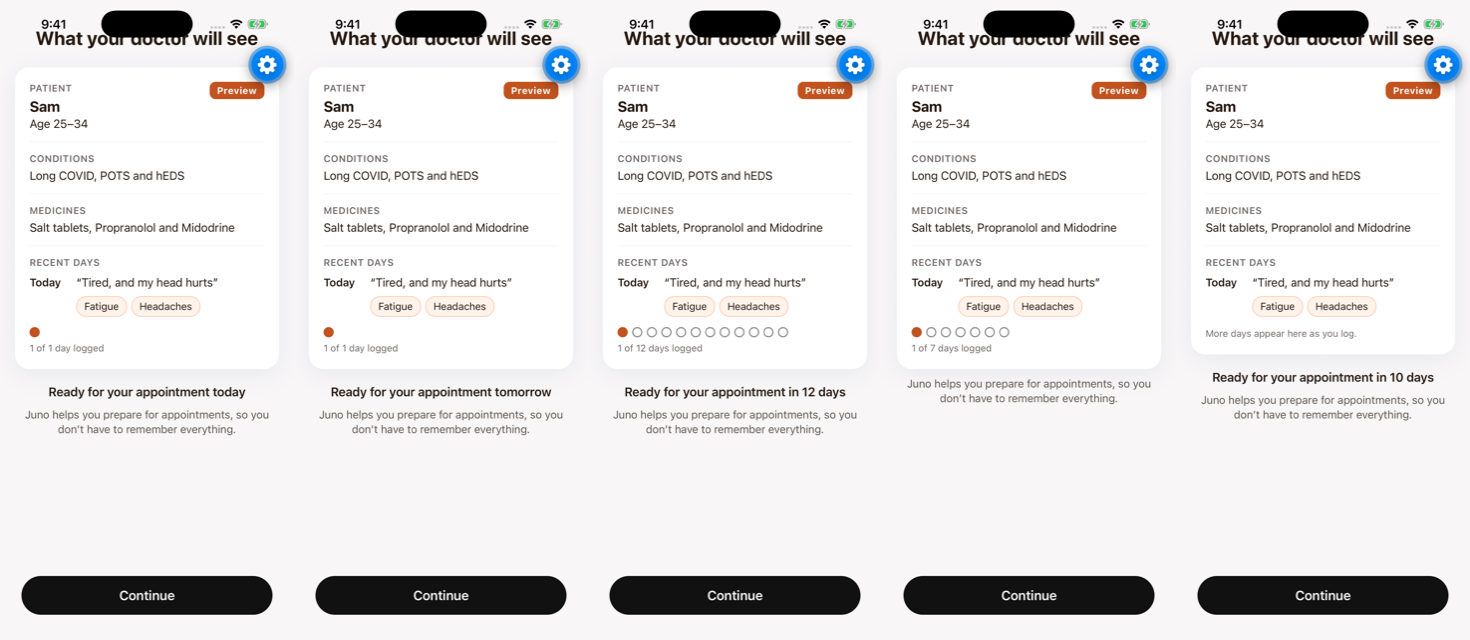 9:41
What your doctor will see
PATIENT
Preview
Sam
Age 25–34
CONDITIONS
Long COVID, POTS and hEDS
MEDICINES
Salt tablets, Propranolol and Midodrine
RECENT DAYS
Today “Tired, and my head hurts”
Fatigue Headaches
1 of 1 day logged
Ready for your appointment today
Juno helps you prepare for appointments, so you
don’t have to remember everything.
Continue
9:41
What your doctor will see
PATIENT
Preview
Sam
Age 25–34
CONDITIONS
Long COVID, POTS and hEDS
MEDICINES
Salt tablets, Propranolol and Midodrine
RECENT DAYS
Today “Tired, and my head hurts”
Fatigue Headaches
1 of 1 day logged
Ready for your appointment tomorrow
Juno helps you prepare for appointments, so you
don’t have to remember everything.
Continue
9:41
What your doctor will see
PATIENT
Preview
Sam
Age 25–34
CONDITIONS
Long COVID, POTS and hEDS
MEDICINES
Salt tablets, Propranolol and Midodrine
RECENT DAYS
Today “Tired, and my head hurts”
Fatigue Headaches
1 of 12 days logged
Ready for your appointment in 12 days
Juno helps you prepare for appointments, so you
don’t have to remember everything.
Continue
9:41
What your doctor will see
PATIENT
Preview
Sam
Age 25–34
CONDITIONS
Long COVID, POTS and hEDS
MEDICINES
Salt tablets, Propranolol and Midodrine
RECENT DAYS
Today “Tired, and my head hurts”
Fatigue Headaches
1 of 7 days logged
Juno helps you prepare for appointments, so you
don’t have to remember everything.
Continue
9:41
What your doctor will see
PATIENT
Preview
Sam
Age 25–34
CONDITIONS
Long COVID, POTS and hEDS
MEDICINES
Salt tablets, Propranolol and Midodrine
RECENT DAYS
Today “Tired, and my head hurts”
Fatigue Headaches
More days appear here as you log.
Ready for your appointment in 10 days
Juno helps you prepare for appointments, so you
don’t have to remember everything.
Continue